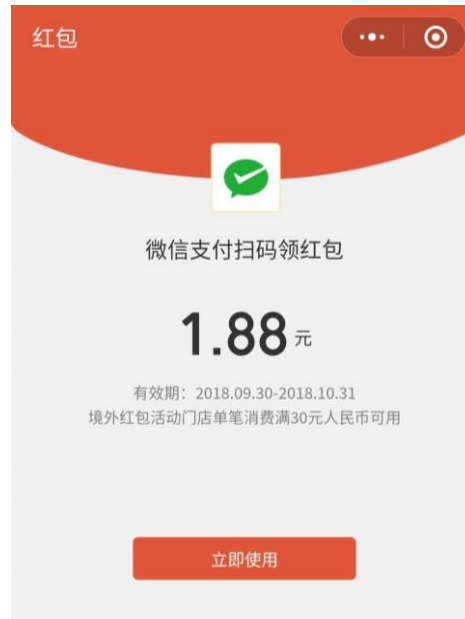 红包
微信支付扫码领红包
1.88元
有效期：2018.09.30-2018.10.31
境外红包活动门店单笔消费满30元人民币可用
立即使用